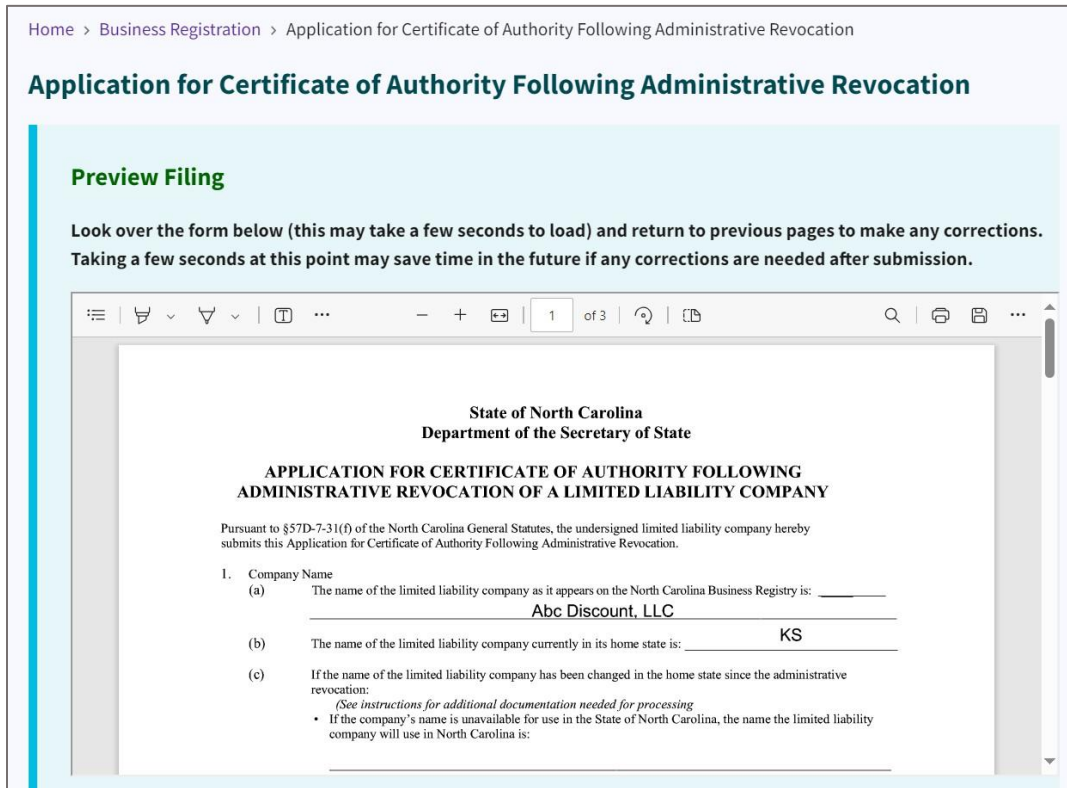 Home > Business Registration > Application for Certificate of Authority Following Administrative Revocation
Application for Certificate of Authority Following Administrative Revocation
Preview Filing
Look over the form below (this may take a few seconds to load) and return to previous pages to make any corrections.
Taking a few seconds at this point may save time in the future if any corrections are needed after submission.
1 of 3
State of North Carolina
Department of the Secretary of State
APPLICATION FOR CERTIFICATE OF AUTHORITY FOLLOWING
ADMINISTRATIVE REVOCATION OF A LIMITED LIABILITY COMPANY
Pursuant to §57D-7-31(f) of the North Carolina General Statutes, the undersigned limited liability company hereby
submits this Application for Certificate of Authority Following Administrative Revocation.
1. Company Name
(a) The name of the limited liability company as it appears on the North Carolina Business Registry is:
Abc Discount, LLC
(b) The name of the limited liability company currently in its home state is: KS
(c) If the name of the limited liability company has been changed in the home state since the administrative
revocation:
(See instructions for additional documentation needed for processing
• If the company's name is unavailable for use in the State of North Carolina, the name the limited liability
company will use in North Carolina is: